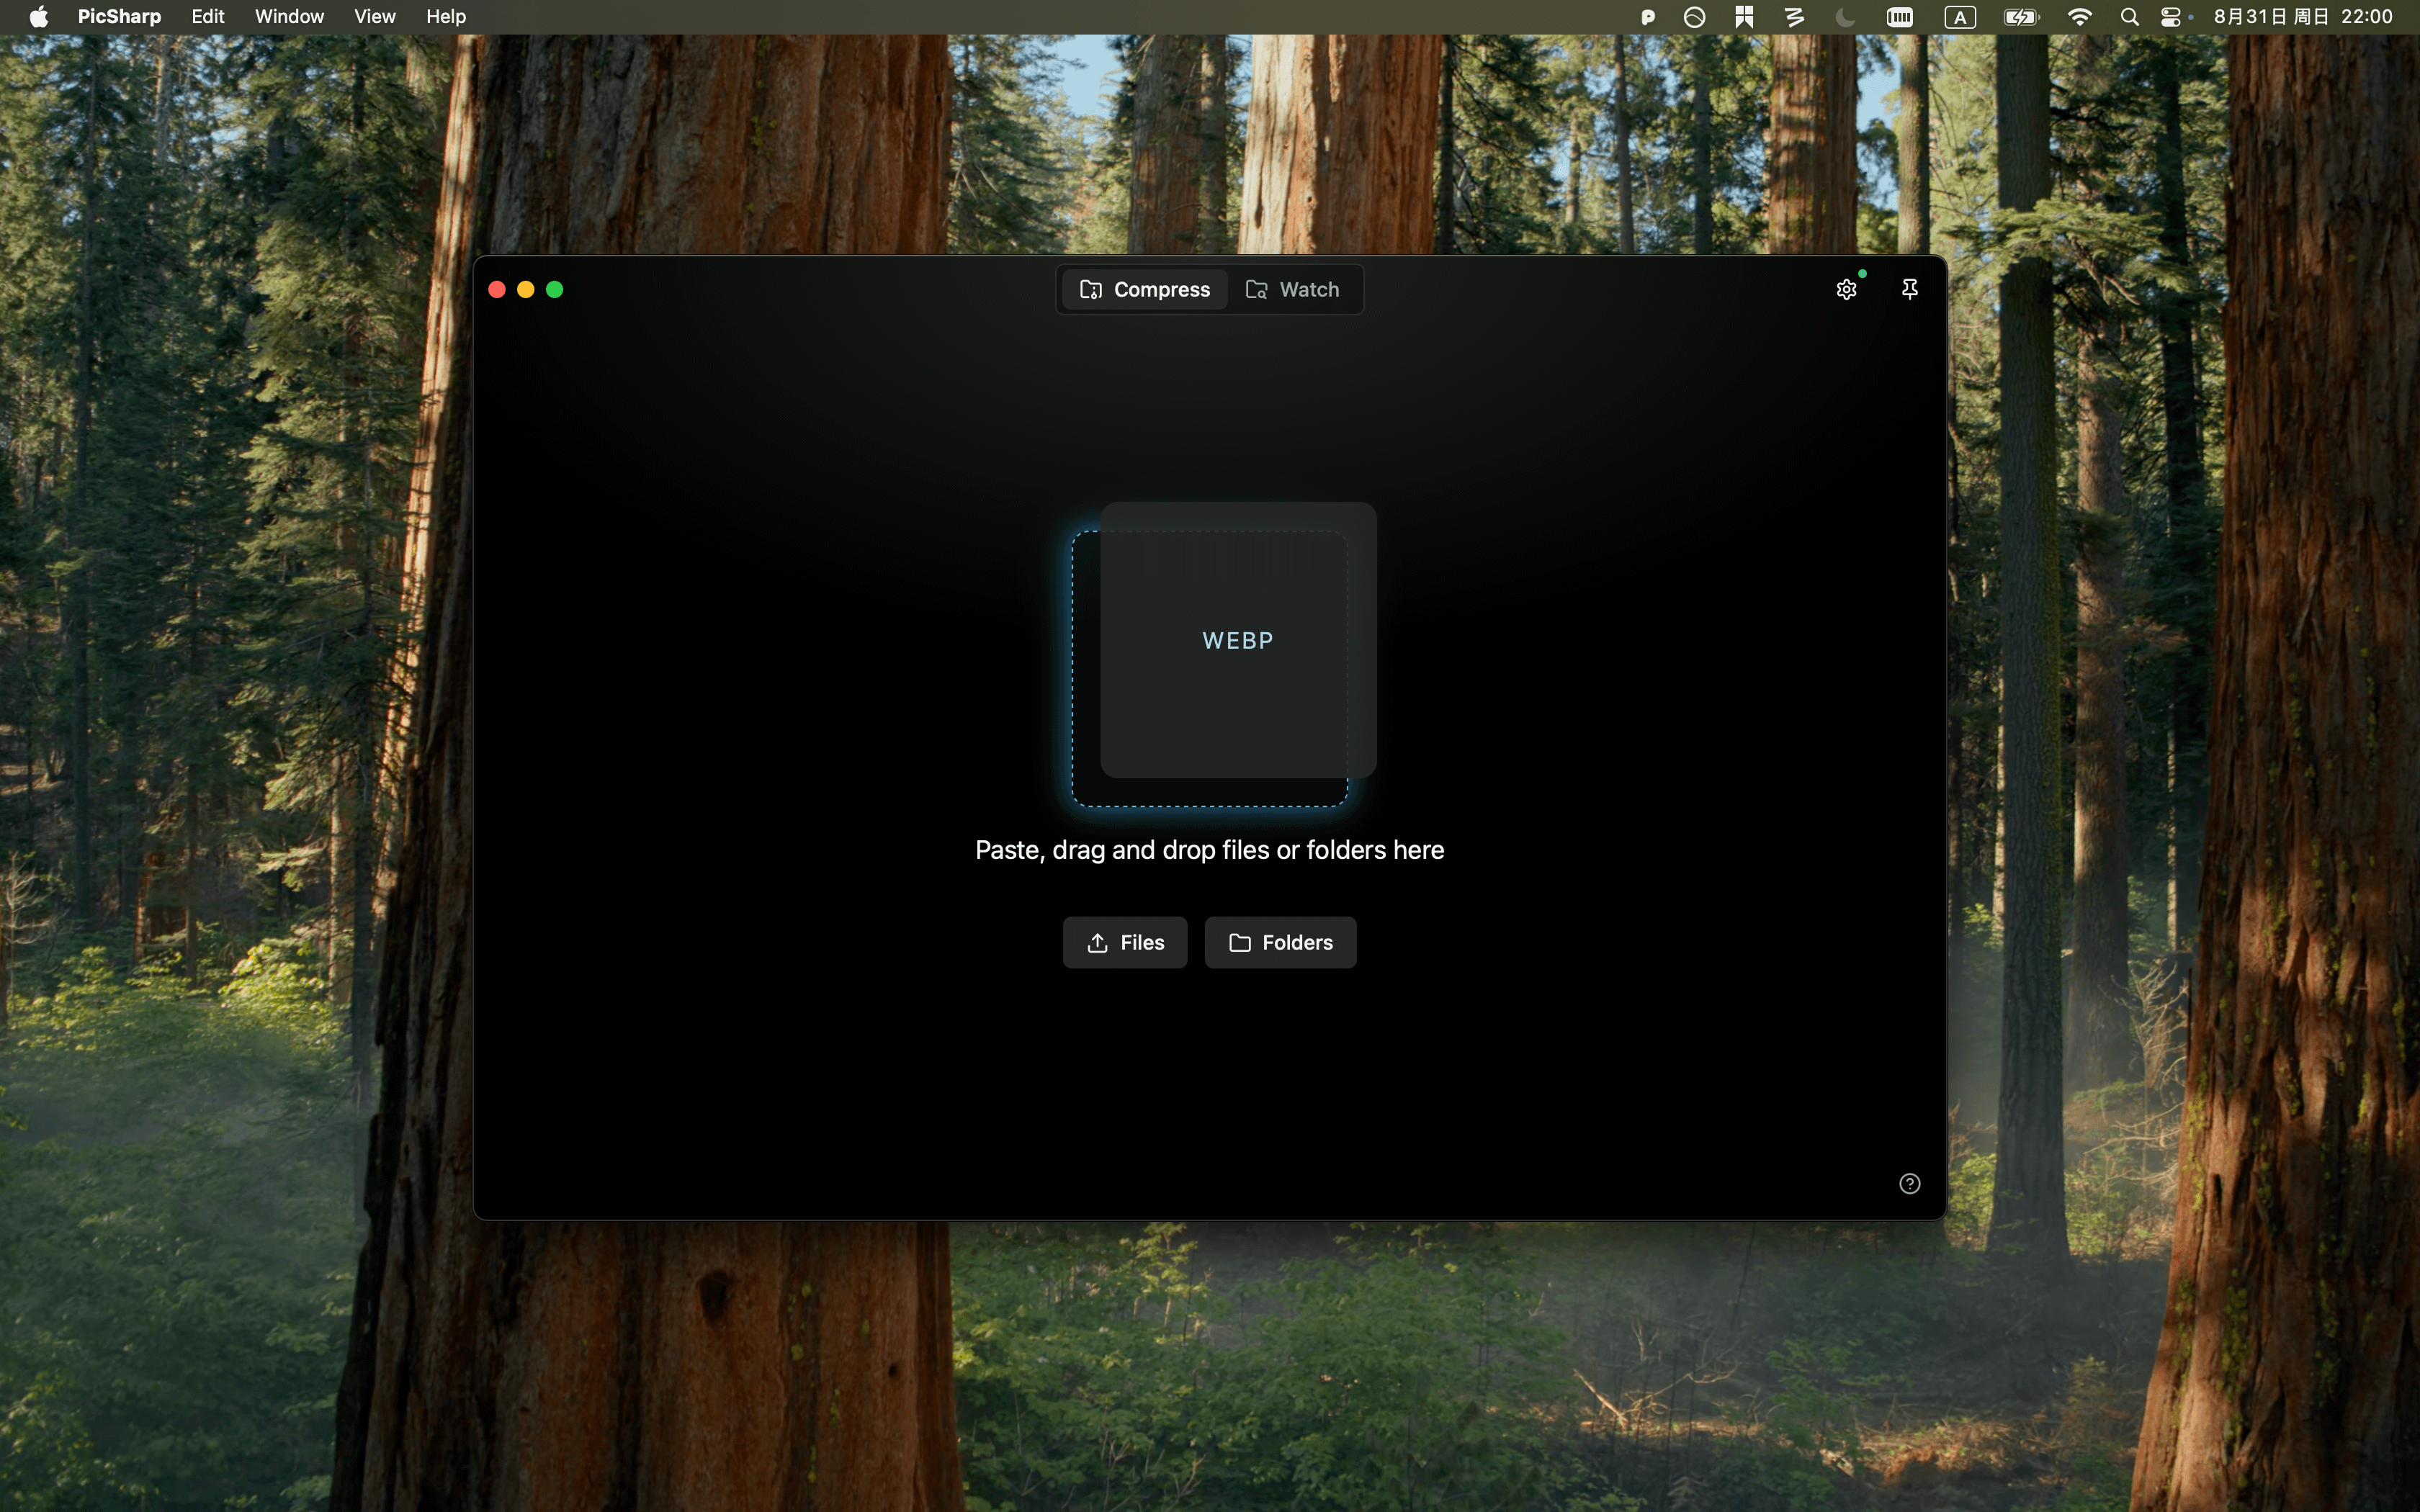 PicSharp Edit Window View Help A 8月31日 周日 22:00
Compress Watch
WEBP
Paste, drag and drop files or folders here
Files Folders